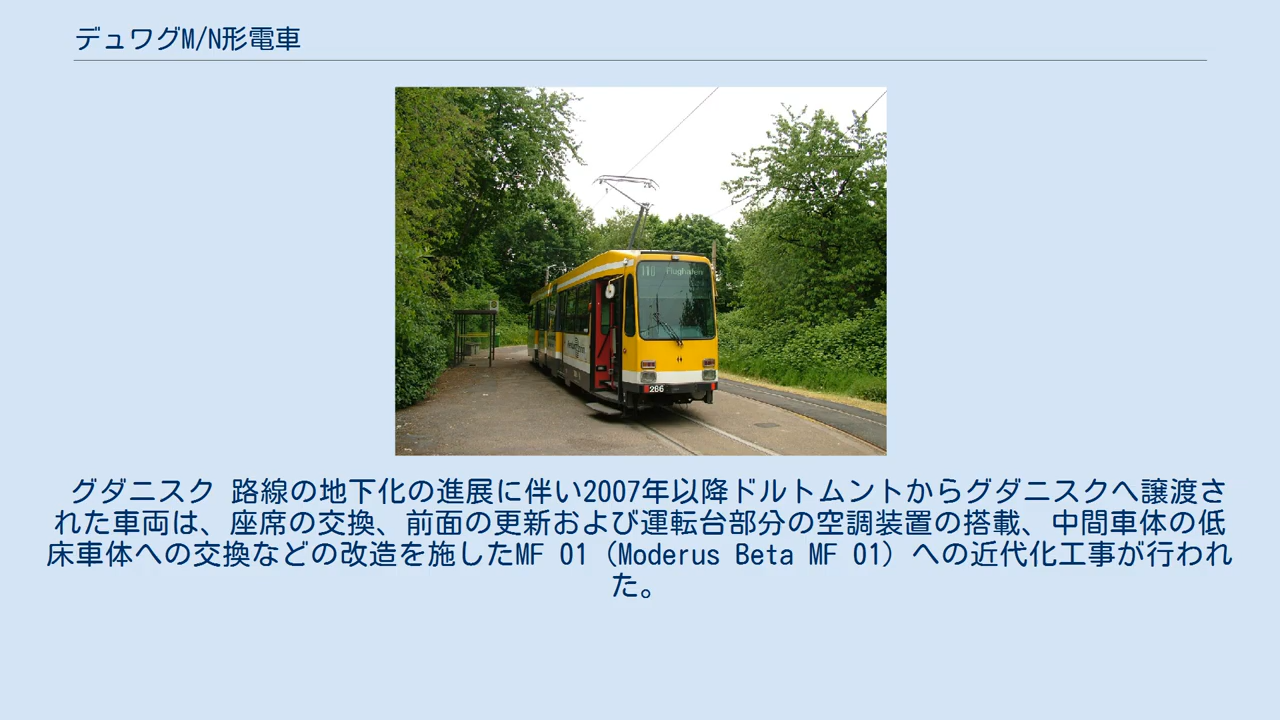 デュワグM/N形電車
110 Flughafen
286
グダニスク 路線の地下化の進展に伴い2007年以降ドルトムントからグダニスクへ譲渡さ
れた車両は、座席の交換、前面の更新および運転台部分の空調装置の搭載、中間車体の低
床車体への交換などの改造を施したMF 01（Moderus Beta MF 01）への近代化工事が行われ
た。